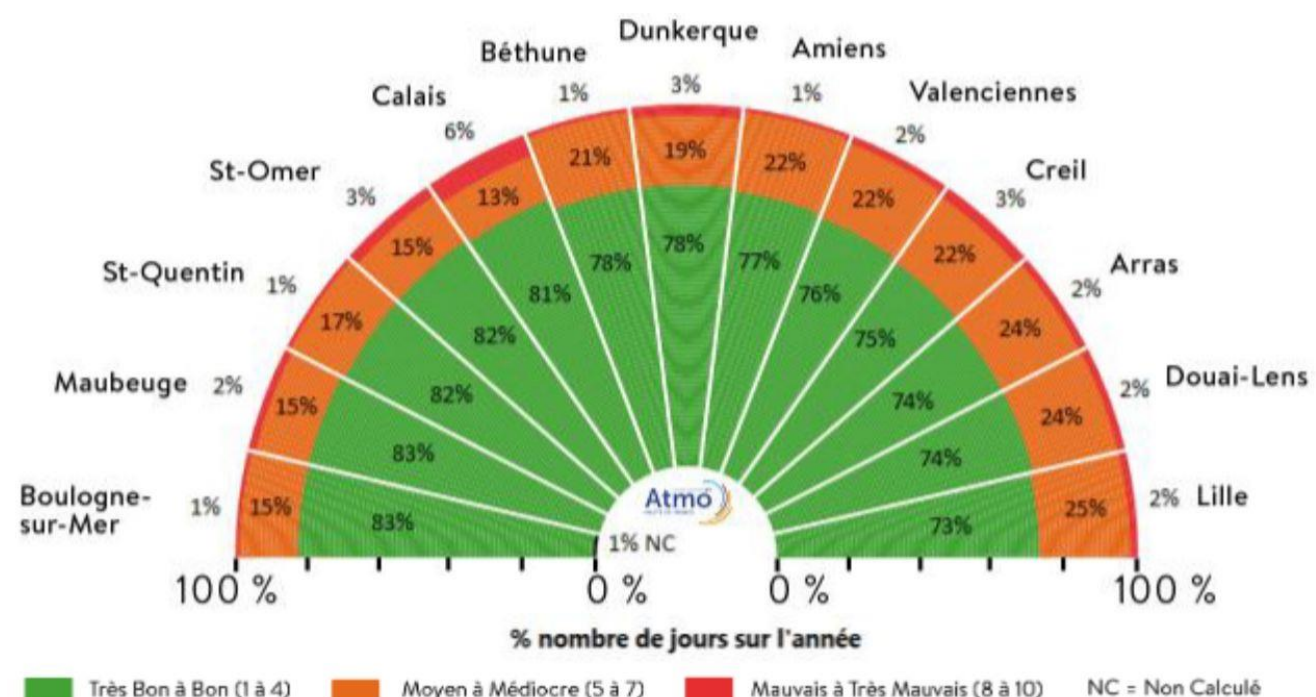 Dunkerque
Béthune
Amiens
Calais
Valenciennes
St-Omer
Creil
St-Quentin
Arras
Maubeuge
Douai-Lens
Boulogne-
sur-Mer
Lille
1% 2% 1% 3% 6% 1% 3% 1% 2% 3% 2% 2% 2%
15% 15% 17% 15% 13% 21% 19% 22% 22% 22% 24% 24% 25%
83% 83% 82% 82% 81% 78% 78% 77% 76% 75% 74% 74% 73%
Atmo
1% NC
100 % 0 % 0 % 100 %
% nombre de jours sur l'année
Très Bon à Bon (1 à 4) Moyen à Médiocre (5 à 7) Mauvais à Très Mauvais (8 à 10) NC = Non Calculé